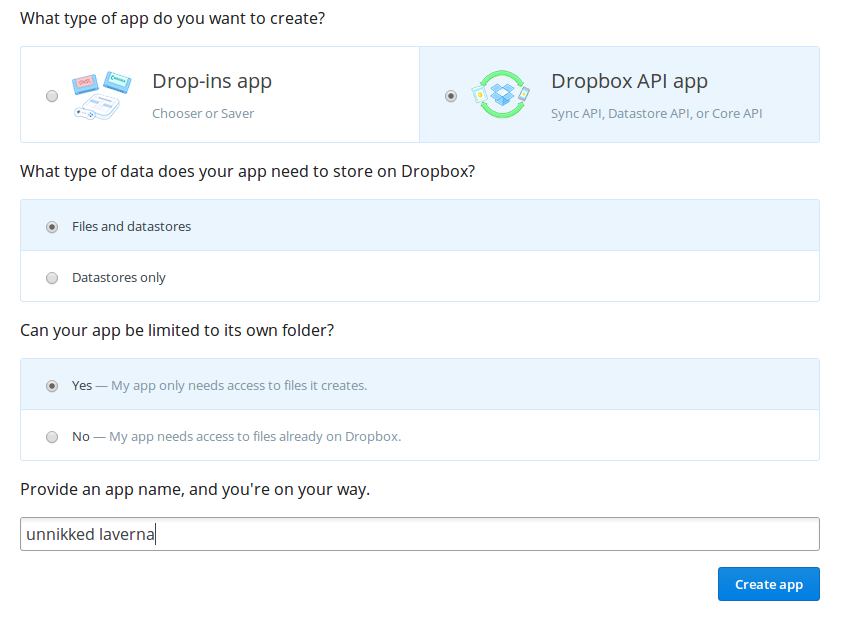 What type of app do you want to create?
Drop-ins app
Chooser or Saver
Dropbox API app
Sync API, Datastore API, or Core API
What type of data does your app need to store on Dropbox?
Files and datastores
Datastores only
Can your app be limited to its own folder?
Yes — My app only needs access to files it creates.
No — My app needs access to files already on Dropbox.
Provide an app name, and you're on your way.
unnikked laverna
Create app